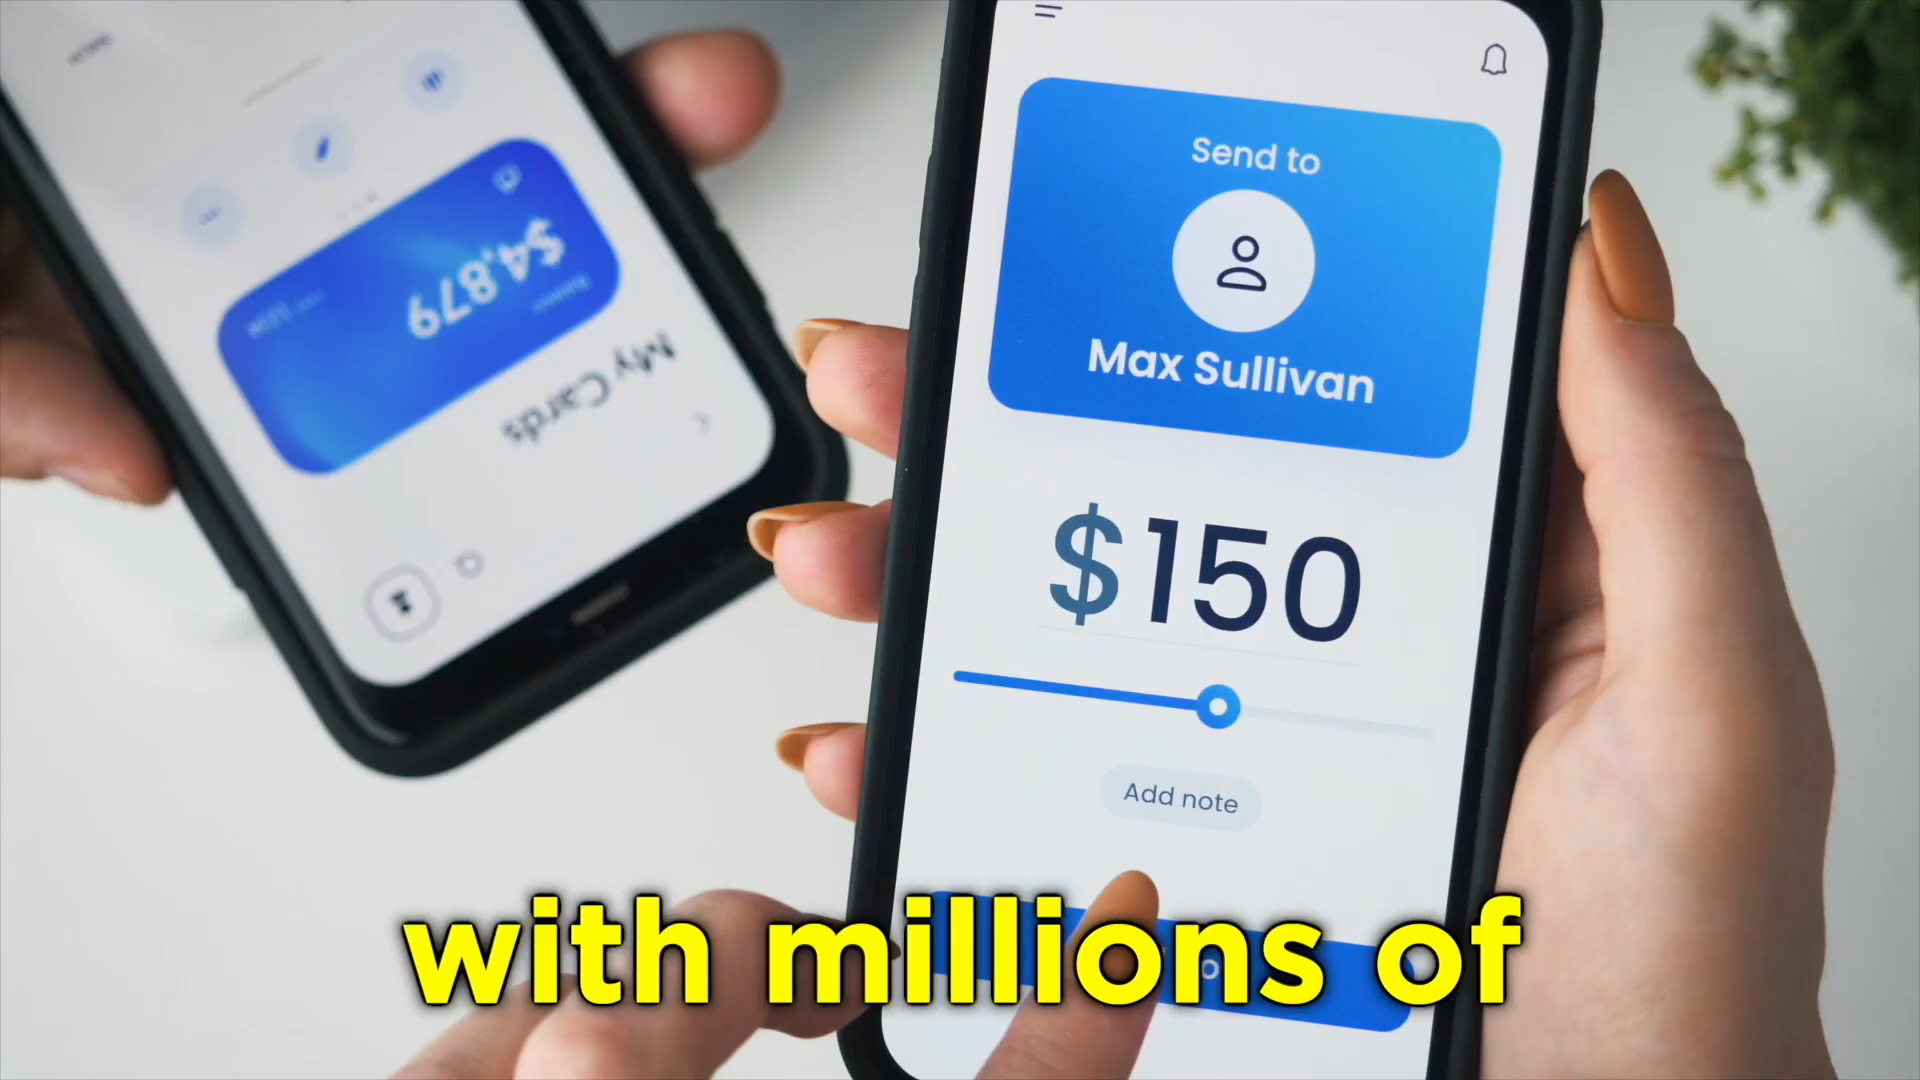 Send to
Max Sullivan
$150
Add note
My Cards
$4,879
with millions of